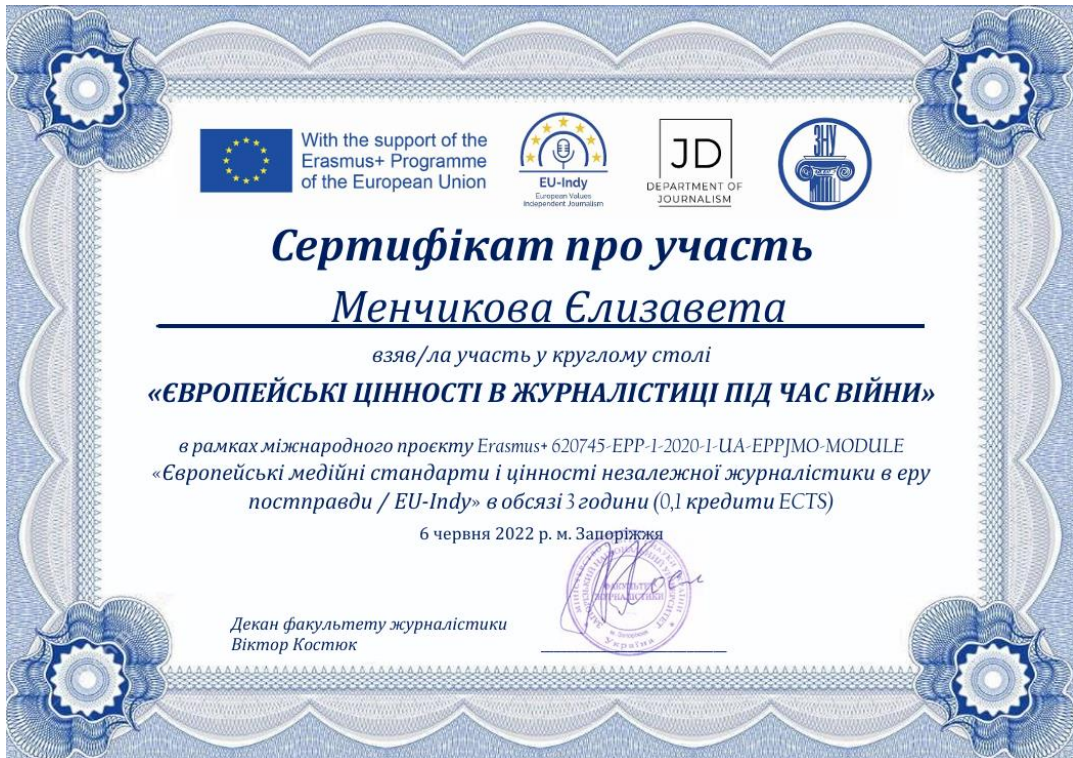 With the support of the
Erasmus+ Programme
of the European Union
EU-Indy
European Values
Independent Journalism
JD
DEPARTMENT OF
JOURNALISM
ЗНУ
Сертифікат про участь
Менчикова Єлизавета
взяв/ла участь у круглому столі
«ЄВРОПЕЙСЬКІ ЦІННОСТІ В ЖУРНАЛІСТИЦІ ПІД ЧАС ВІЙНИ»
в рамках міжнародного проєкту Erasmus+ 620745-EPP-1-2020-1-UA-EPPJMO-MODULE
«Європейські медійні стандарти і цінності незалежної журналістики в еру
постправди / EU-Indy» в обсязі 3 години (0,1 кредити ECTS)
6 червня 2022 р. м. Запоріжжя
ФАКУЛЬТЕТ
ЖУРНАЛІСТИКИ
м. Запоріжжя
Україна
Декан факультету журналістики
Віктор Костюк